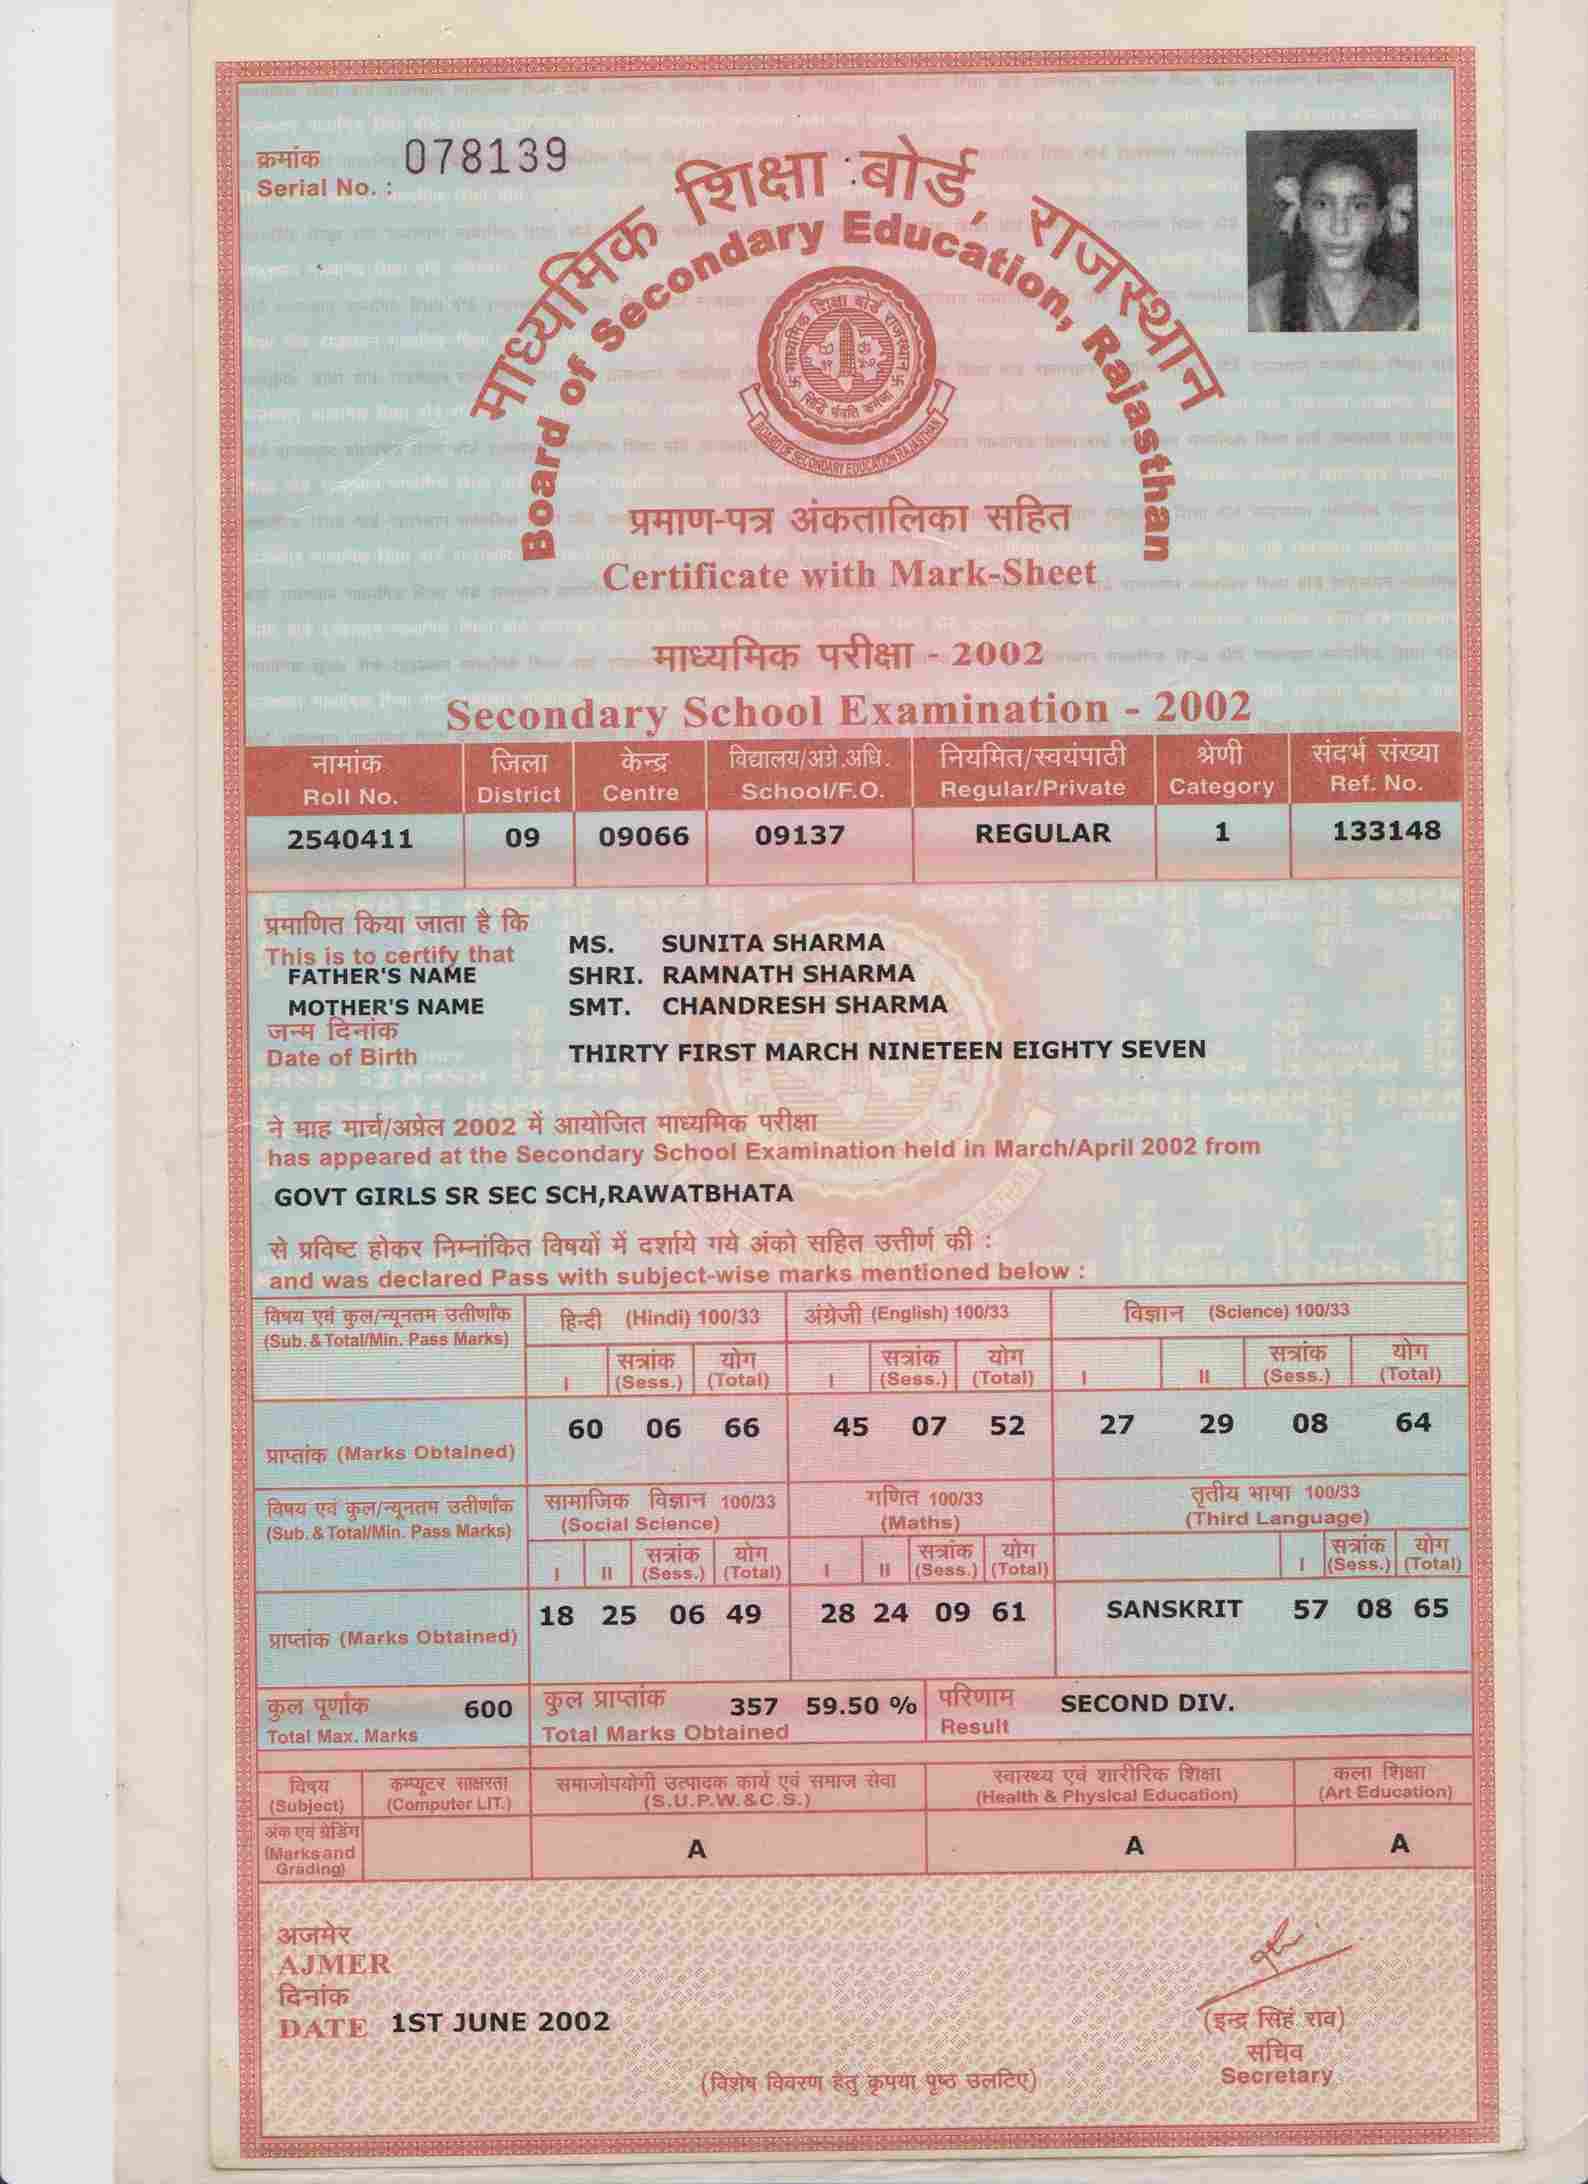 क्रमांक 078139
Serial No. :
माध्यमिक शिक्षा बोर्ड, राजस्थान
Board of Secondary Education, Rajasthan
माध्यमिक शिक्षा बोर्ड राजस्थान
सिद्धि र्भवति कर्मजा
BOARD OF SECONDARY EDUCATION RAJASTHAN
प्रमाण-पत्र अंकतालिका सहित
Certificate with Mark-Sheet
माध्यमिक परीक्षा - 2002
Secondary School Examination - 2002
नामांक जिला केन्द्र विद्यालय/अग्रे.अधि. नियमित/स्वयंपाठी श्रेणी संदर्भ संख्या
Roll No. District Centre School/F.O. Regular/Private Category Ref. No.
2540411 09 09066 09137 REGULAR 1 133148
प्रमाणित किया जाता है कि
This is to certify that MS. SUNITA SHARMA
FATHER'S NAME SHRI. RAMNATH SHARMA
MOTHER'S NAME SMT. CHANDRESH SHARMA
जन्म दिनांक
Date of Birth THIRTY FIRST MARCH NINETEEN EIGHTY SEVEN
ने माह मार्च/अप्रेल 2002 में आयोजित माध्यमिक परीक्षा
has appeared at the Secondary School Examination held in March/April 2002 from
GOVT GIRLS SR SEC SCH,RAWATBHATA
से प्रविष्ट होकर निम्नांकित विषयों में दर्शाये गये अंको सहित उत्तीर्ण की :
and was declared Pass with subject-wise marks mentioned below :
विषय एवं कुल/न्यूनतम उतीर्णांक हिन्दी (Hindi) 100/33 अंग्रेजी (English) 100/33 विज्ञान (Science) 100/33
(Sub. & Total/Min. Pass Marks)
सत्रांक योग सत्रांक योग सत्रांक योग
I (Sess.) (Total) I (Sess.) (Total) I II (Sess.) (Total)
60 06 66 45 07 52 27 29 08 64
प्राप्तांक (Marks Obtained)
विषय एवं कुल/न्यूनतम उतीर्णांक सामाजिक विज्ञान 100/33 गणित 100/33 तृतीय भाषा 100/33
(Sub. & Total/Min. Pass Marks) (Social Science) (Maths) (Third Language)
सत्रांक योग सत्रांक योग सत्रांक योग
I II (Sess.) (Total) I II (Sess.) (Total) I (Sess.) (Total)
18 25 06 49 28 24 09 61 SANSKRIT 57 08 65
प्राप्तांक (Marks Obtained)
कुल पूर्णांक 600 कुल प्राप्तांक 357 59.50 % परिणाम SECOND DIV.
Total Max. Marks Total Marks Obtained Result
विषय कम्प्यूटर साक्षरता समाजोपयोगी उत्पादक कार्य एवं समाज सेवा स्वास्थ्य एवं शारीरिक शिक्षा कला शिक्षा
(Subject) (Computer LIT.) (S.U.P.W.&C.S.) (Health & Physical Education) (Art Education)
अंक एवं ग्रेडिंग
(Marks and
Grading) A A A
अजमेर
AJMER
दिनांक
DATE 1ST JUNE 2002
(इन्द्र सिहं राव)
सचिव
Secretary
(विशेष विवरण हेतु कृपया पृष्ठ उलटिए)